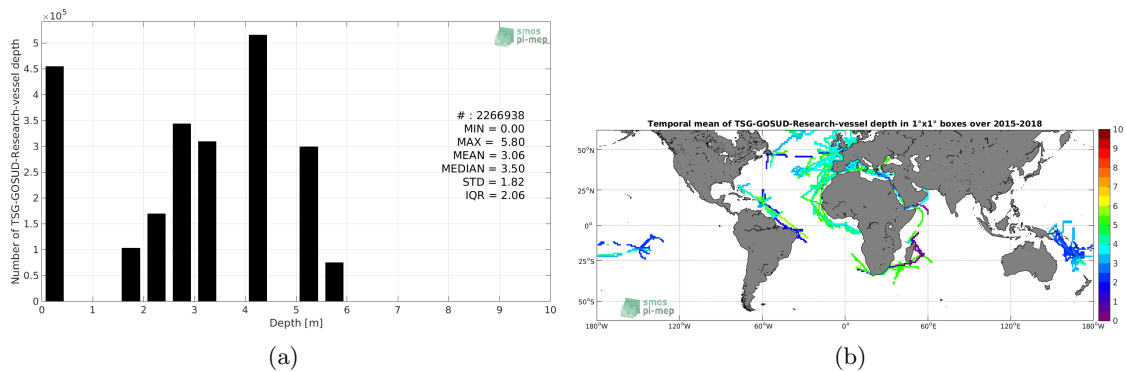 ×10⁵
5
4.5
4
3.5
3
2.5
2
1.5
1
0.5
0
Number of TSG-GOSUD-Research-vessel depth
0 1 2 3 4 5 6 7 8 9 10
Depth [m]
smos
pi-mep
# : 2266938
MIN = 0.00
MAX = 5.80
MEAN = 3.06
MEDIAN = 3.50
STD = 1.82
IQR = 2.06
(a)
Temporal mean of TSG-GOSUD-Research-vessel depth in 1°x1° boxes over 2015-2018
50°N
25°N
0°
25°S
50°S
180°W 120°W 60°W 0° 60°E 120°E 180°W
smos
pi-mep
10
9
8
7
6
5
4
3
2
1
0
(b)